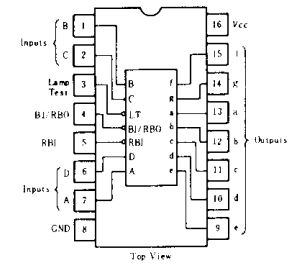 B 1
Inputs
C 2
Lamp Test 3
BI/RBO 4
RBI 5
D 6
Inputs
A 7
GND 8
B
C
LT
BI/RBO
RBI
D
A
f
g
a
b
c
d
e
16 Vcc
15 f
14 g
13 a
12 b
Outputs
11 c
10 d
9 e
Top View